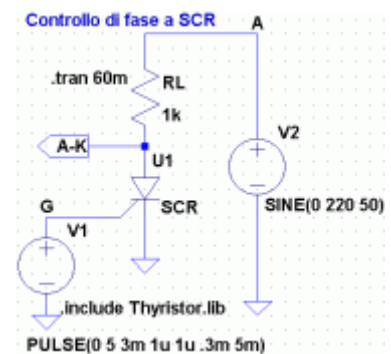 Controllo di fase a SCR
A
.tran 60m
RL
1k
A-K
U1
V2
G
SCR
SINE(0 220 50)
V1
.include Thyristor.lib
PULSE(0 5 3m 1u 1u .3m 5m)